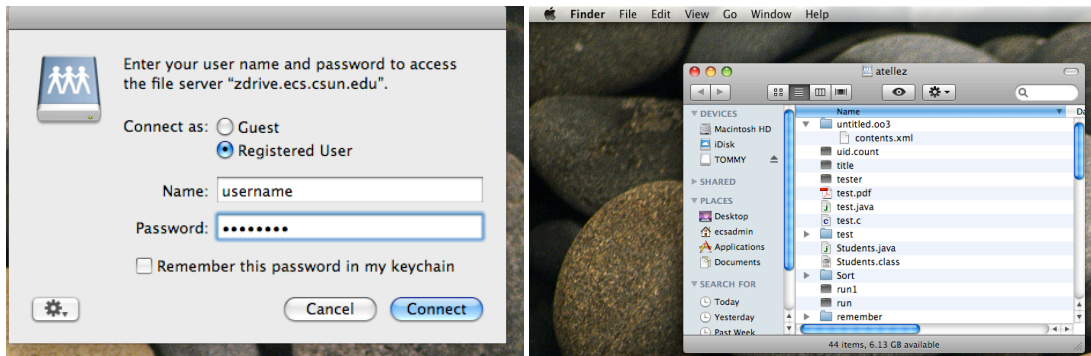 Enter your user name and password to access
the file server “zdrive.ecs.csun.edu”.
Connect as: Guest
Registered User
Name: username
Password: ••••••••
Remember this password in my keychain
Cancel Connect
Finder File Edit View Go Window Help
atellez
DEVICES
Macintosh HD
iDisk
TOMMY
SHARED
PLACES
Desktop
ecsadmin
Applications
Documents
SEARCH FOR
Today
Yesterday
Past Week
Name Da
untitled.oo3
contents.xml
uid.count
title
tester
test.pdf
test.java
test.c
test
Students.java
Students.class
Sort
run1
run
remember
44 items, 6.13 GB available